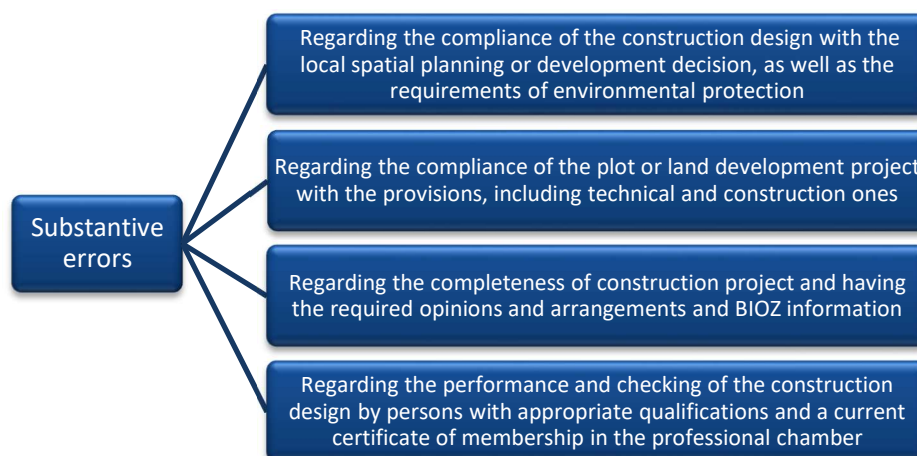 Regarding the compliance of the construction design with the
local spatial planning or development decision, as well as the
requirements of environmental protection
Regarding the compliance of the plot or land development project
with the provisions, including technical and construction ones
Substantive
errors
Regarding the completeness of construction project and having
the required opinions and arrangements and BIOZ information
Regarding the performance and checking of the construction
design by persons with appropriate qualifications and a current
certificate of membership in the professional chamber